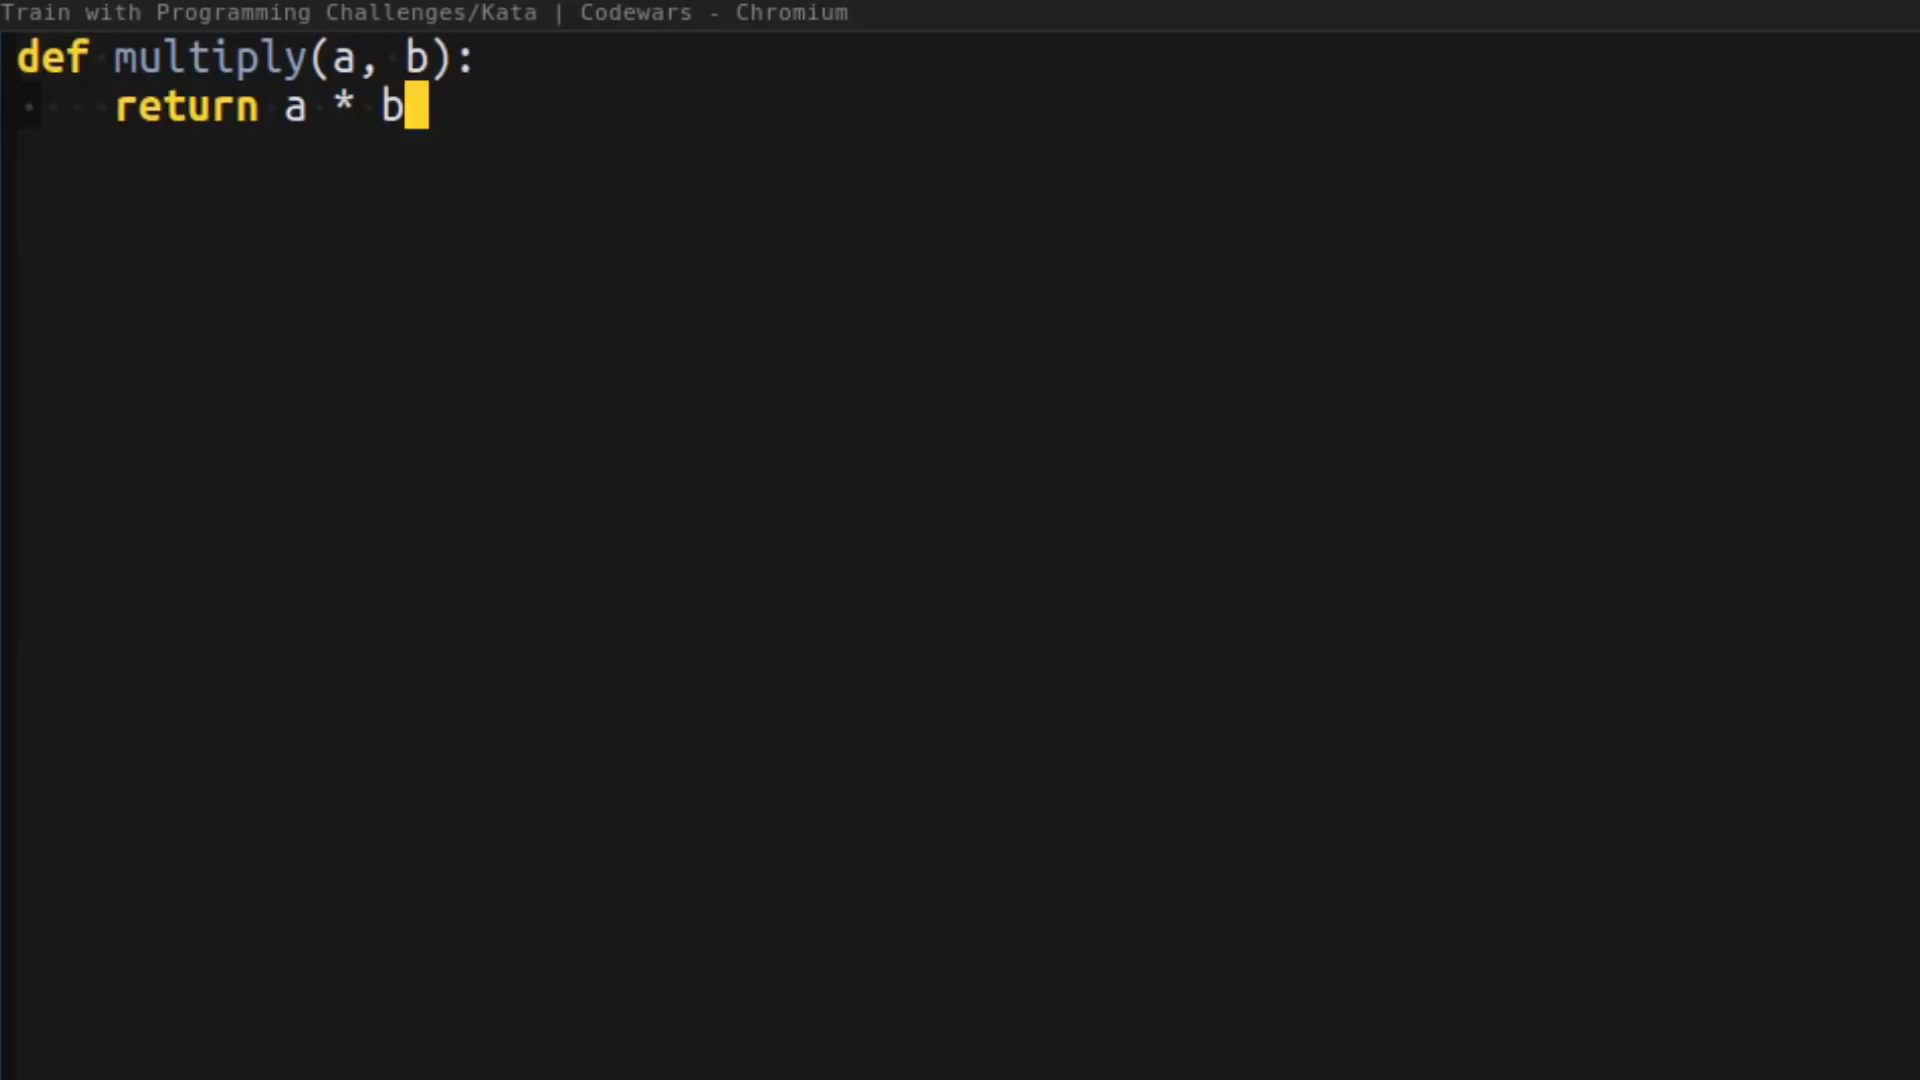 Train with Programming Challenges/Kata | Codewars - Chromium
def multiply(a, b):
    return a * b